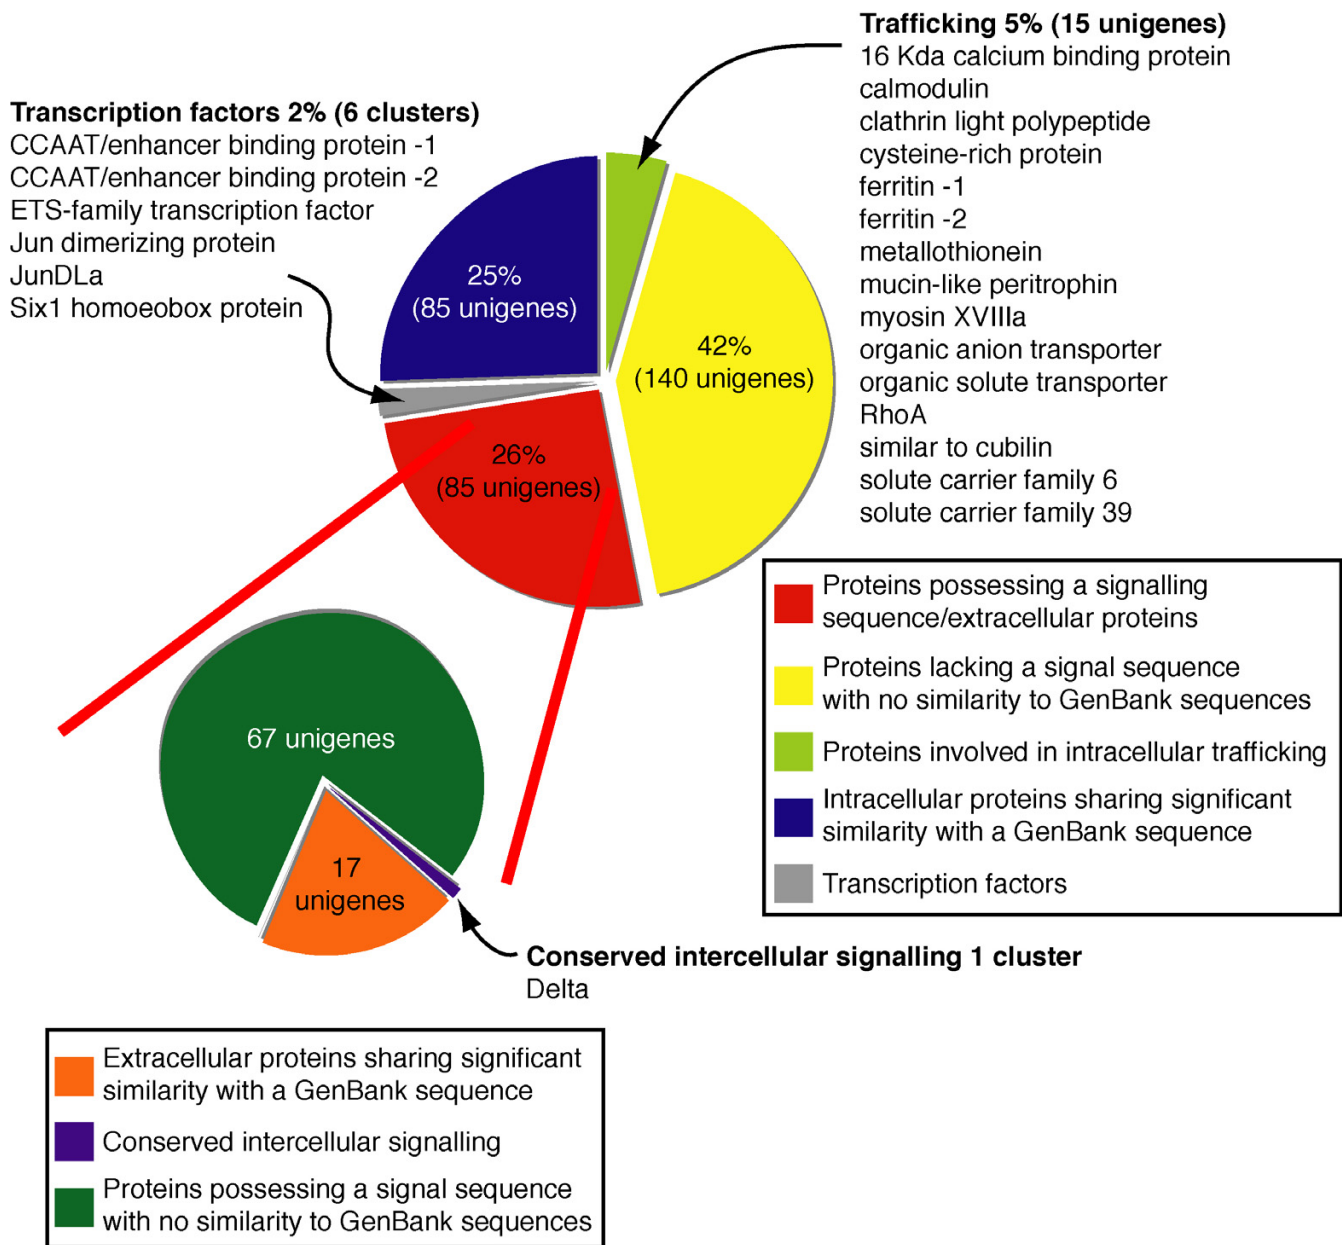 Trafficking 5% (15 unigenes)
16 Kda calcium binding protein
calmodulin
clathrin light polypeptide
cysteine-rich protein
ferritin -1
ferritin -2
metallothionein
mucin-like peritrophin
myosin XVIIIa
organic anion transporter
organic solute transporter
RhoA
similar to cubilin
solute carrier family 6
solute carrier family 39
Transcription factors 2% (6 clusters)
CCAAT/enhancer binding protein -1
CCAAT/enhancer binding protein -2
ETS-family transcription factor
Jun dimerizing protein
JunDLa
Six1 homoeobox protein
25%
(85 unigenes)
42%
(140 unigenes)
26%
(85 unigenes)
Proteins possessing a signalling
sequence/extracellular proteins
Proteins lacking a signal sequence
with no similarity to GenBank sequences
Proteins involved in intracellular trafficking
Intracellular proteins sharing significant
similarity with a GenBank sequence
Transcription factors
67 unigenes
17
unigenes
Conserved intercellular signalling 1 cluster
Delta
Extracellular proteins sharing significant
similarity with a GenBank sequence
Conserved intercellular signalling
Proteins possessing a signal sequence
with no similarity to GenBank sequences